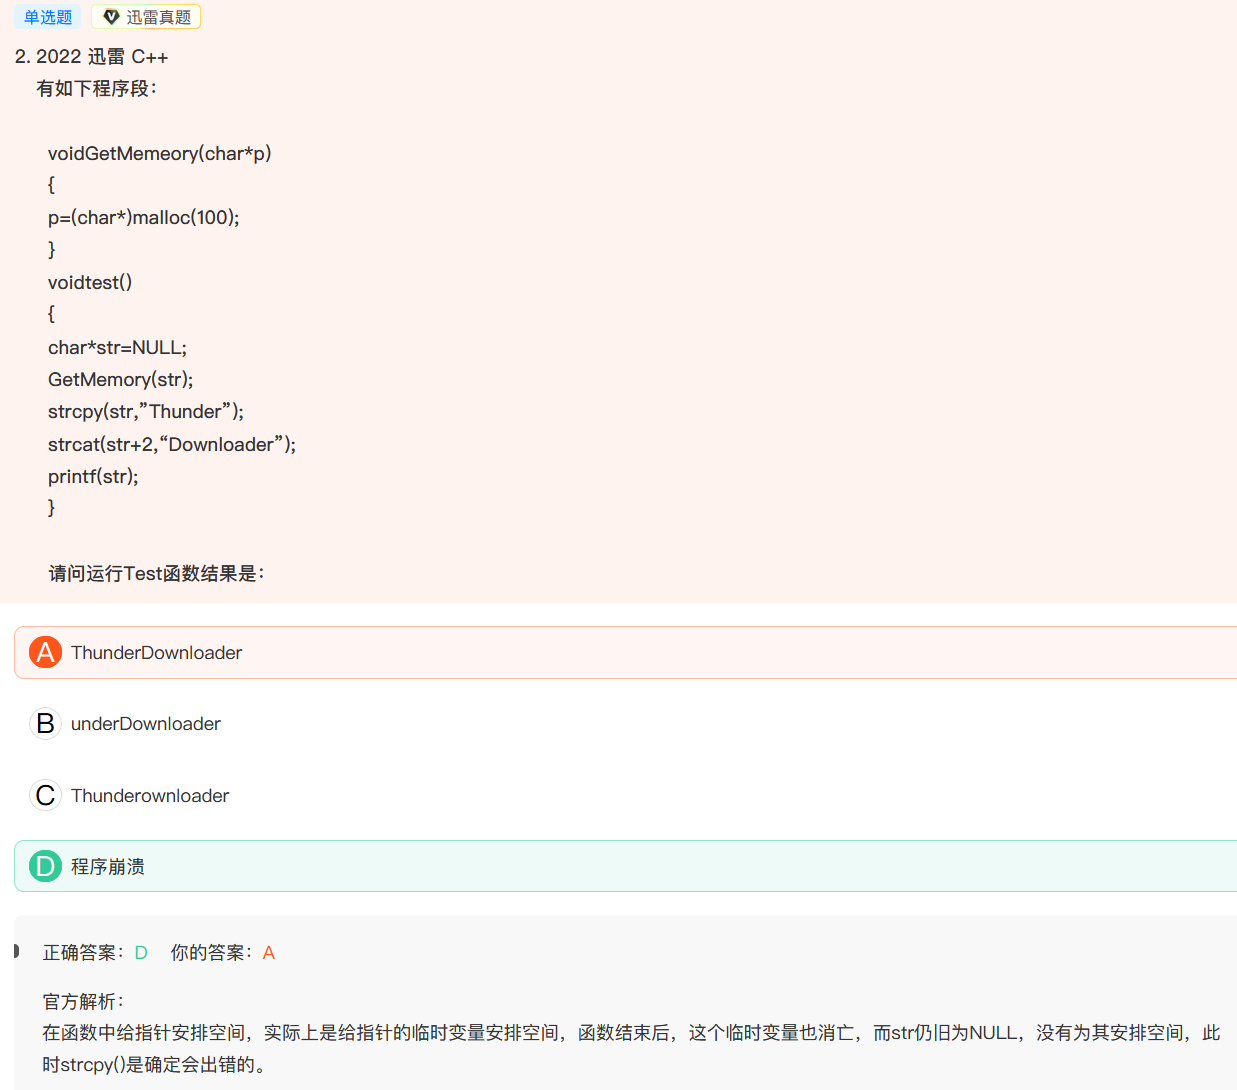 单选题 迅雷真题
2. 2022 迅雷 C++
有如下程序段：
voidGetMemeory(char*p)
{
p=(char*)malloc(100);
}
voidtest()
{
char*str=NULL;
GetMemory(str);
strcpy(str,”Thunder”);
strcat(str+2,“Downloader”);
printf(str);
}
请问运行Test函数结果是：
A ThunderDownloader
B underDownloader
C Thunderownloader
D 程序崩溃
正确答案：D 你的答案：A
官方解析：
在函数中给指针安排空间，实际上是给指针的临时变量安排空间，函数结束后，这个临时变量也消亡，而str仍旧为NULL，没有为其安排空间，此
时strcpy()是确定会出错的。